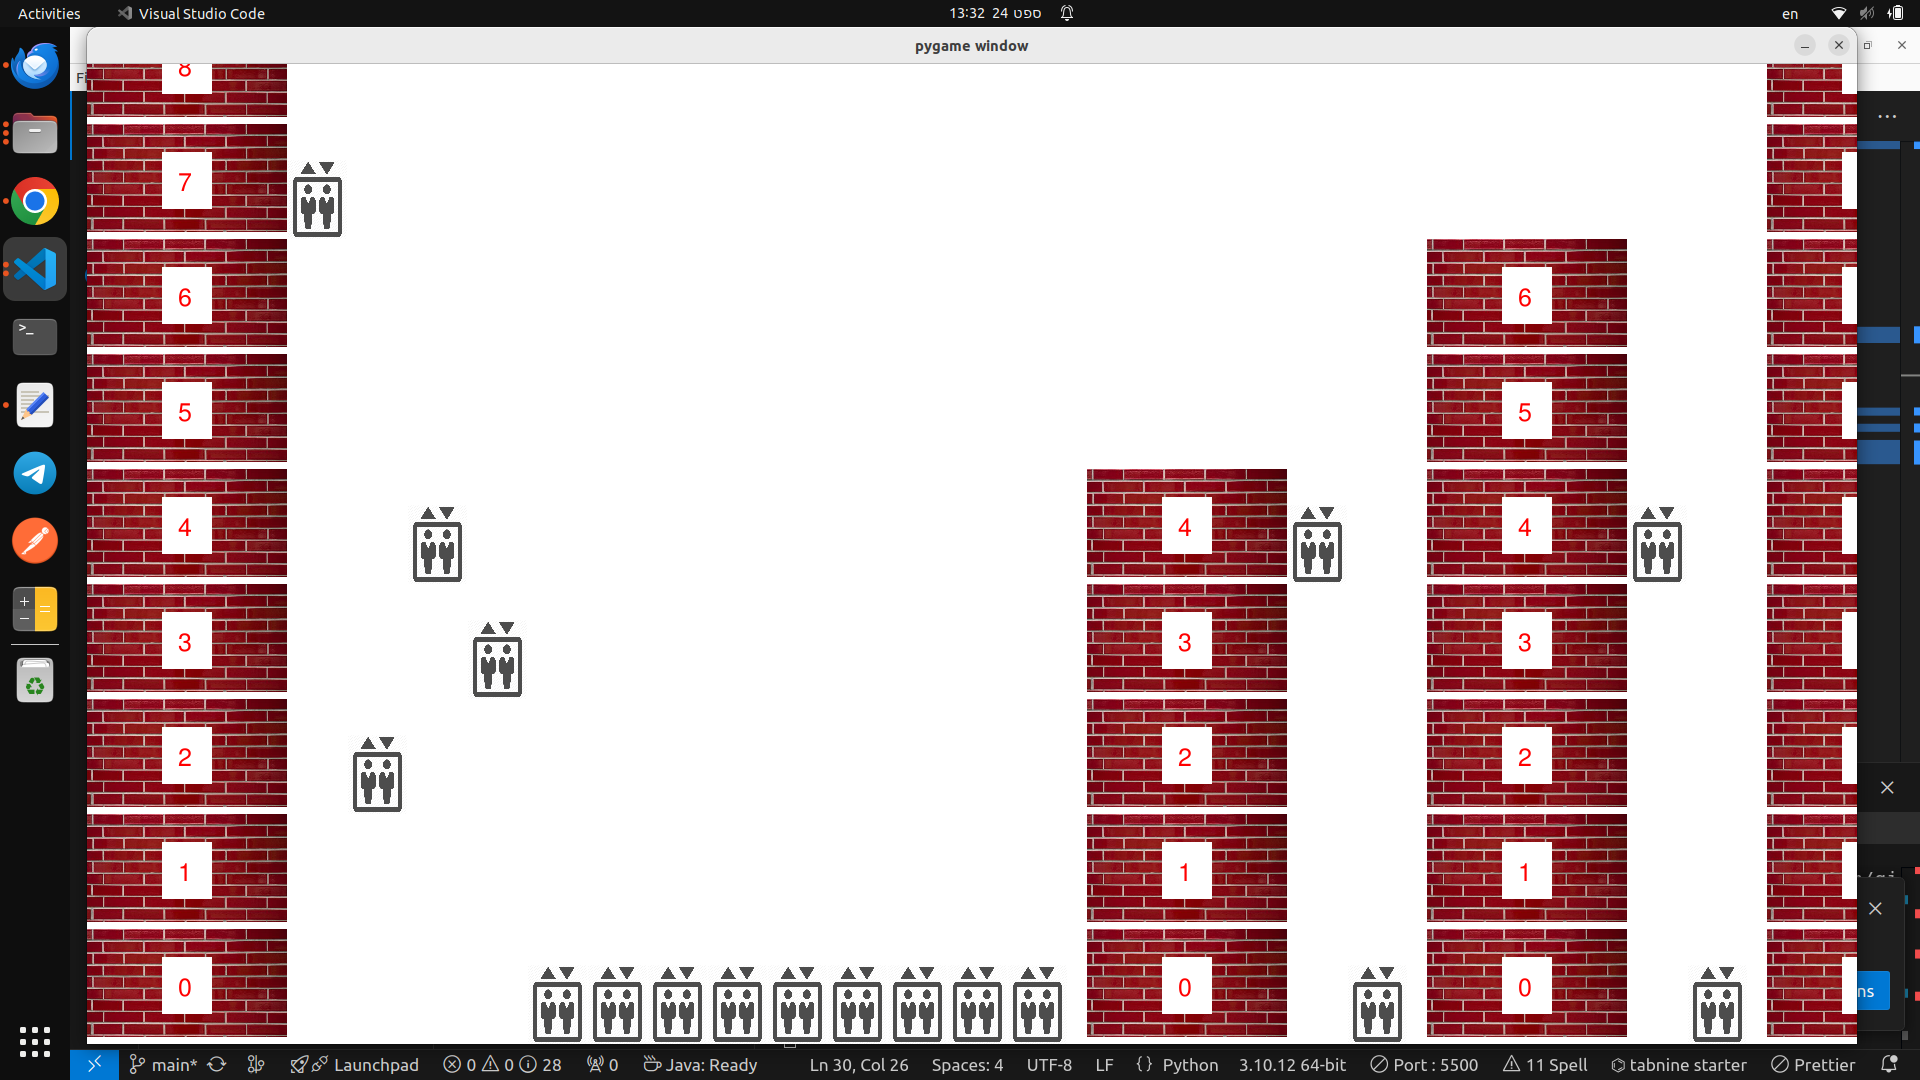 Activities
Visual Studio Code
13:32 24 ספט
en
pygame window
8
7
6
6
5
5
4
4
4
3
3
3
2
2
2
1
1
1
0
0
0
ns
main*
Launchpad
0 0 28
0
Java: Ready
Ln 30, Col 26
Spaces: 4
UTF-8
LF
{ } Python
3.10.12 64-bit
Port : 5500
11 Spell
tabnine starter
Prettier